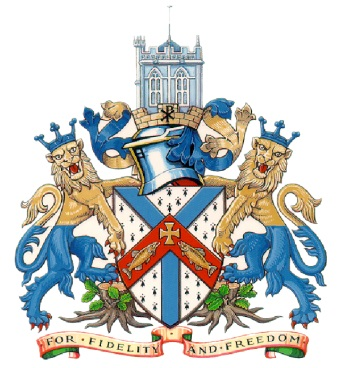 FOR · FIDELITY AND · FREEDOM